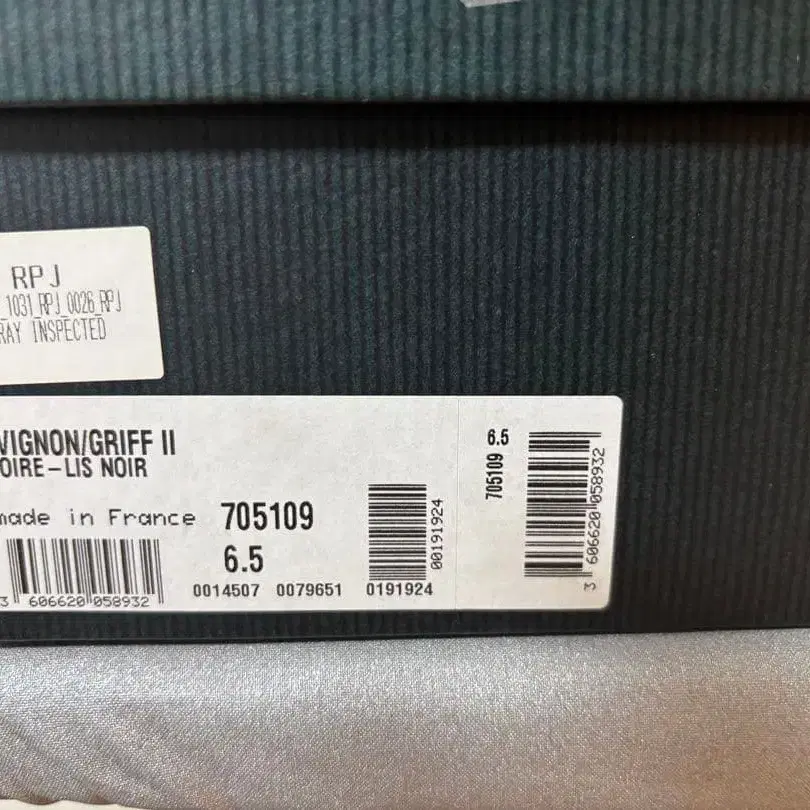 RPJ
_1031_RPJ_0026_RPJ
RAY INSPECTED
VIGNON/GRIFF II
OIRE-LIS NOIR
made in France 705109
6.5
3 606620 058932
0014507 0079651 0191924
00191924
6.5
705109
3 606620 058932